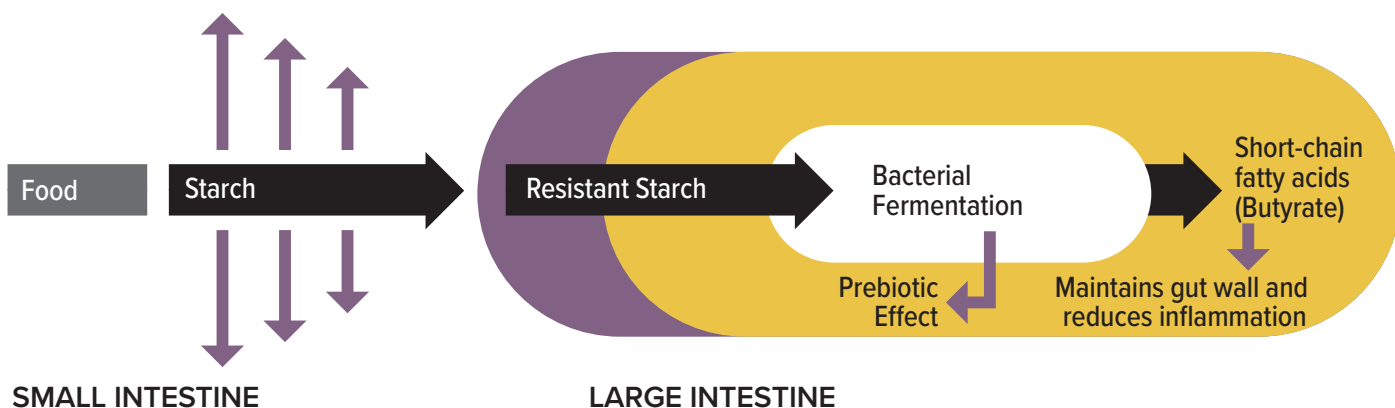 Food
Starch
Resistant Starch
Bacterial
Fermentation
Short-chain
fatty acids
(Butyrate)
Prebiotic
Effect
Maintains gut wall and
reduces inflammation
SMALL INTESTINE
LARGE INTESTINE